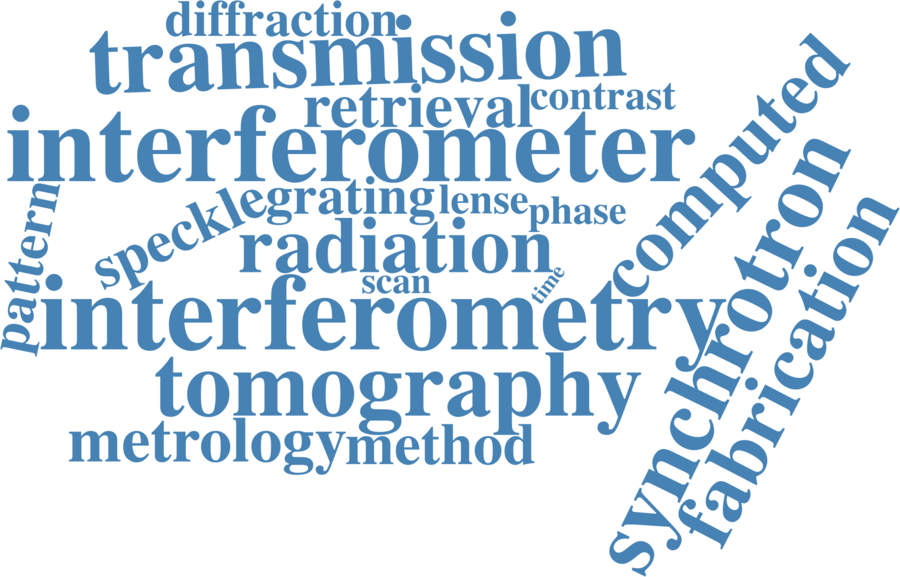 diffraction
transmission
retrieval
contrast
interferometer
computed
speckle
grating
lense
phase
pattern
radiation
scan
time
interferometry
synchrotron
fabrication
tomography
metrology
method